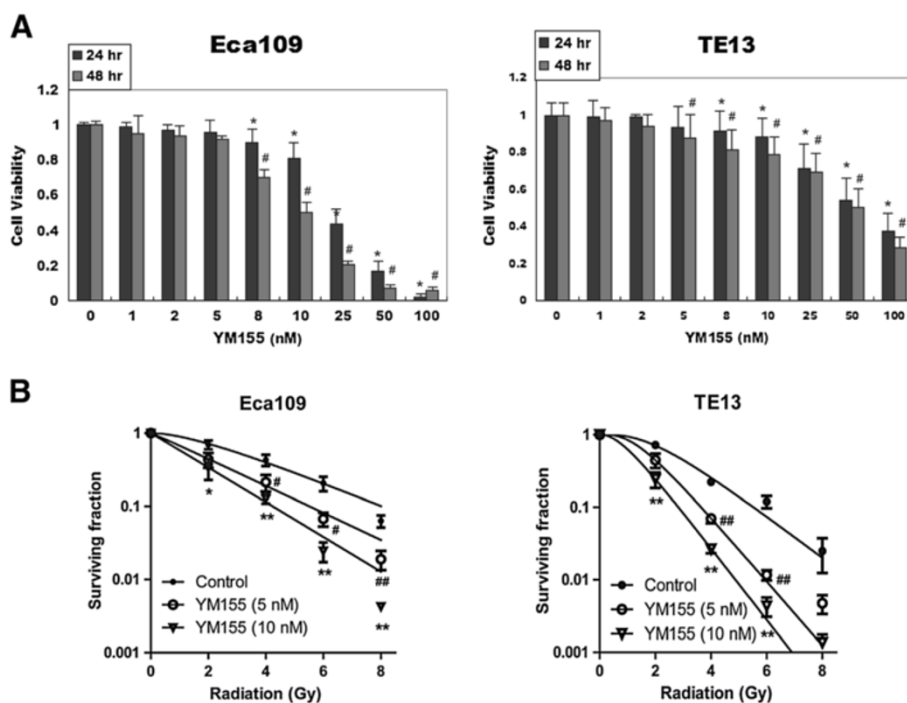 A
Eca109
24 hr
48 hr
1.2
1
0.8
0.6
0.4
0.2
0
Cell Viability
* # * # * # * # * #
0 1 2 5 8 10 25 50 100
YM155 (nM)
TE13
24 hr
48 hr
1.2
1
0.8
0.6
0.4
0.2
0
Cell Viability
# * # * # * # * # * #
0 1 2 5 8 10 25 50 100
YM155 (nM)
B
Eca109
1
0.1
0.01
0.001
Surviving fraction
*
#
**
#
**
##
**
Control
YM155 (5 nM)
YM155 (10 nM)
0 2 4 6 8
Radiation (Gy)
TE13
1
0.1
0.01
0.001
Surviving fraction
**
##
**
##
**
Control
YM155 (5 nM)
YM155 (10 nM)
0 2 4 6 8
Radiation (Gy)